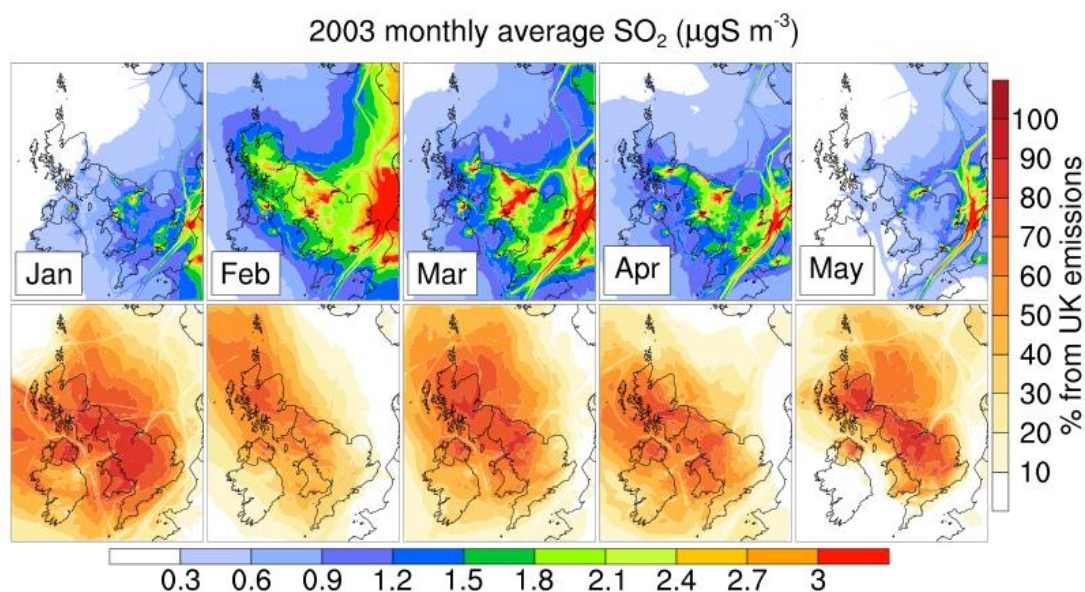 2003 monthly average SO₂ (µgS m⁻³)
Jan
Feb
Mar
Apr
May
100
90
80
70
60
50
40
30
20
10
% from UK emissions
0.3 0.6 0.9 1.2 1.5 1.8 2.1 2.4 2.7 3